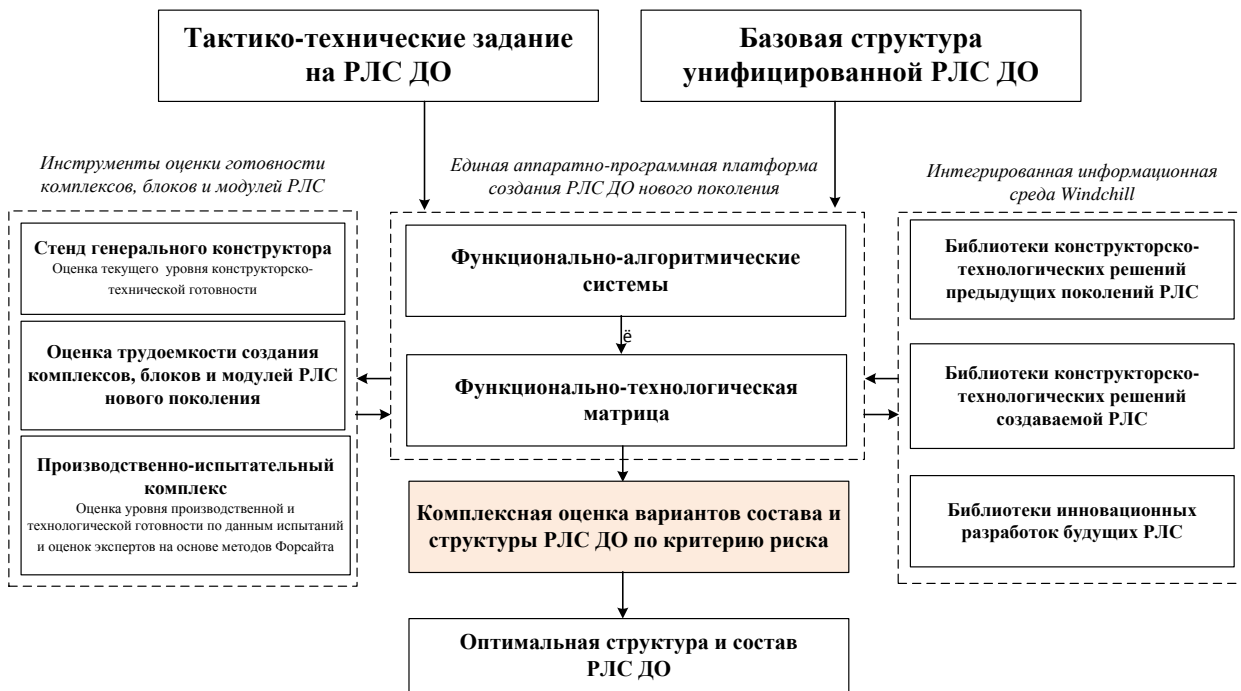 Тактико-технические задание
на РЛС ДО
Базовая структура
унифицированной РЛС ДО
Инструменты оценки готовности
комплексов, блоков и модулей РЛС
Единая аппаратно-программная платформа
создания РЛС ДО нового поколения
Интегрированная информационная
среда Windchill
Стенд генерального конструктора
Оценка текущего уровня конструкторско-
технической готовности
Оценка трудоемкости создания
комплексов, блоков и модулей РЛС
нового поколения
Производственно-испытательный
комплекс
Оценка уровня производственной и
технологической готовности по данным испытаний
и оценок экспертов на основе методов Форсайта
Функционально-алгоритмические
системы
ё
Функционально-технологическая
матрица
Комплексная оценка вариантов состава и
структуры РЛС ДО по критерию риска
Оптимальная структура и состав
РЛС ДО
Библиотеки конструкторско-
технологических решений
предыдущих поколений РЛС
Библиотеки конструкторско-
технологических решений
создаваемой РЛС
Библиотеки инновационных
разработок будущих РЛС